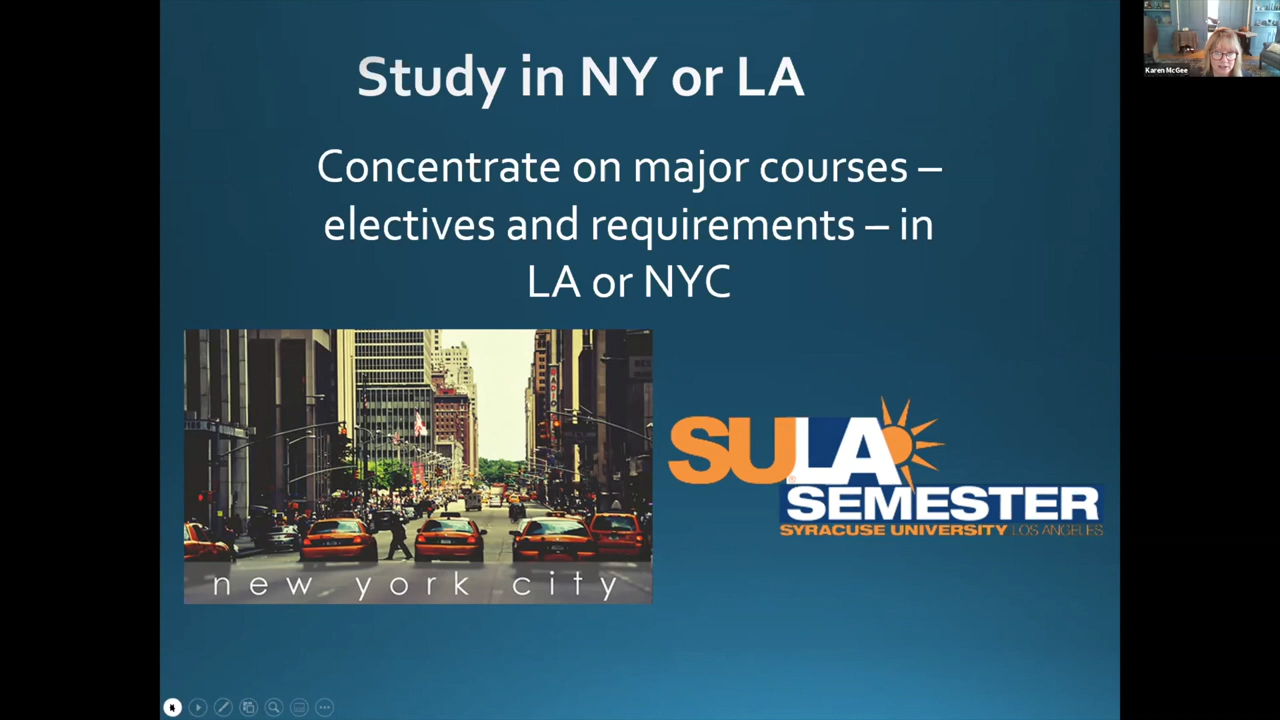 Study in NY or LA
Karen McGee
Concentrate on major courses –
electives and requirements – in
LA or NYC
new york city
SULA
SEMESTER
SYRACUSE UNIVERSITY LOS ANGELES